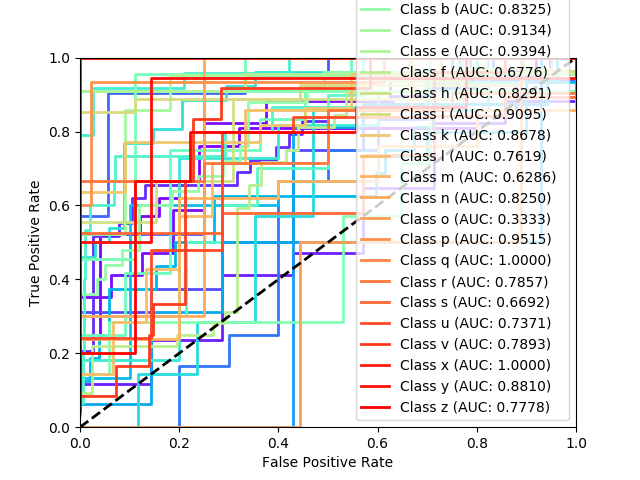 Class b (AUC: 0.8325)
Class d (AUC: 0.9134)
Class e (AUC: 0.9394)
Class f (AUC: 0.6776)
Class h (AUC: 0.8291)
Class i (AUC: 0.9095)
Class k (AUC: 0.8678)
Class l (AUC: 0.7619)
Class m (AUC: 0.6286)
Class n (AUC: 0.8250)
Class o (AUC: 0.3333)
Class p (AUC: 0.9515)
Class q (AUC: 1.0000)
Class r (AUC: 0.7857)
Class s (AUC: 0.6692)
Class u (AUC: 0.7371)
Class v (AUC: 0.7893)
Class x (AUC: 1.0000)
Class y (AUC: 0.8810)
Class z (AUC: 0.7778)
1.0
0.8
0.6
0.4
0.2
0.0
True Positive Rate
0.0 0.2 0.4 0.6 0.8 1.0
False Positive Rate